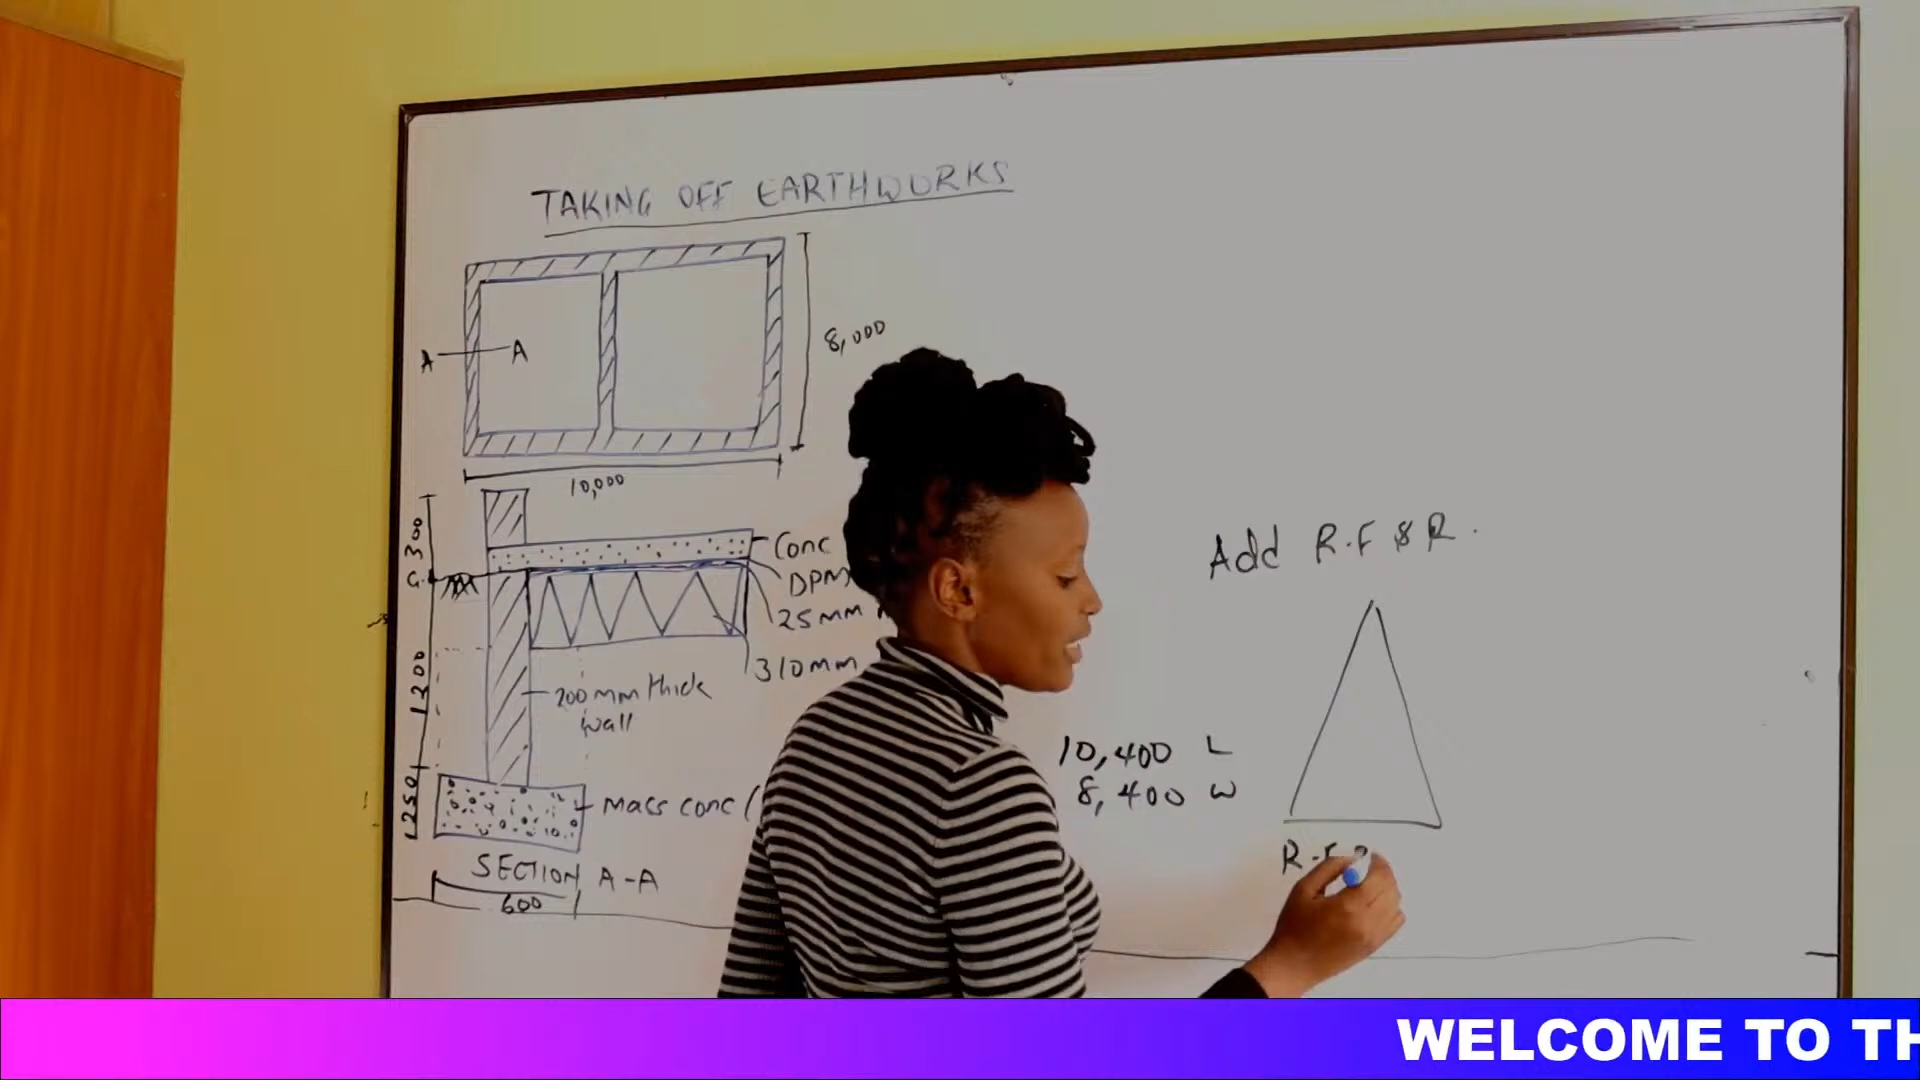 TAKING OFF EARTHWORKS
8,000
A A
10,000
300
G.
1200
1250
Conc
DPM
25mm
310mm
200mm thick
wall
mass conc (
SECTION A-A
600
Add R.F & R.
10,400 L
8,400 W
R.F
WELCOME TO TH